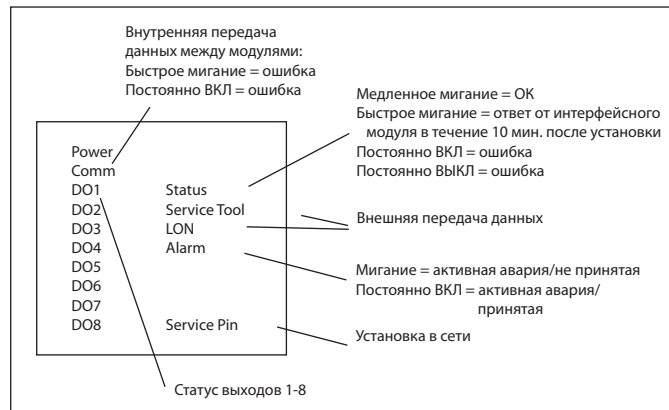 Внутренняя передача
данных между модулями:
Быстрое мигание = ошибка
Постоянно ВКЛ = ошибка
Медленное мигание = ОК
Быстрое мигание = ответ от интерфейсного
модуля в течение 10 мин. после установки
Постоянно ВКЛ = ошибка
Постоянно ВЫКЛ = ошибка
Power
Comm
DO1 Status
DO2 Service Tool
DO3 LON
DO4 Alarm
DO5
DO6
DO7
DO8 Service Pin
Внешняя передача данных
Мигание = активная авария/не принятая
Постоянно ВКЛ = активная авария/
принятая
Установка в сети
Статус выходов 1-8